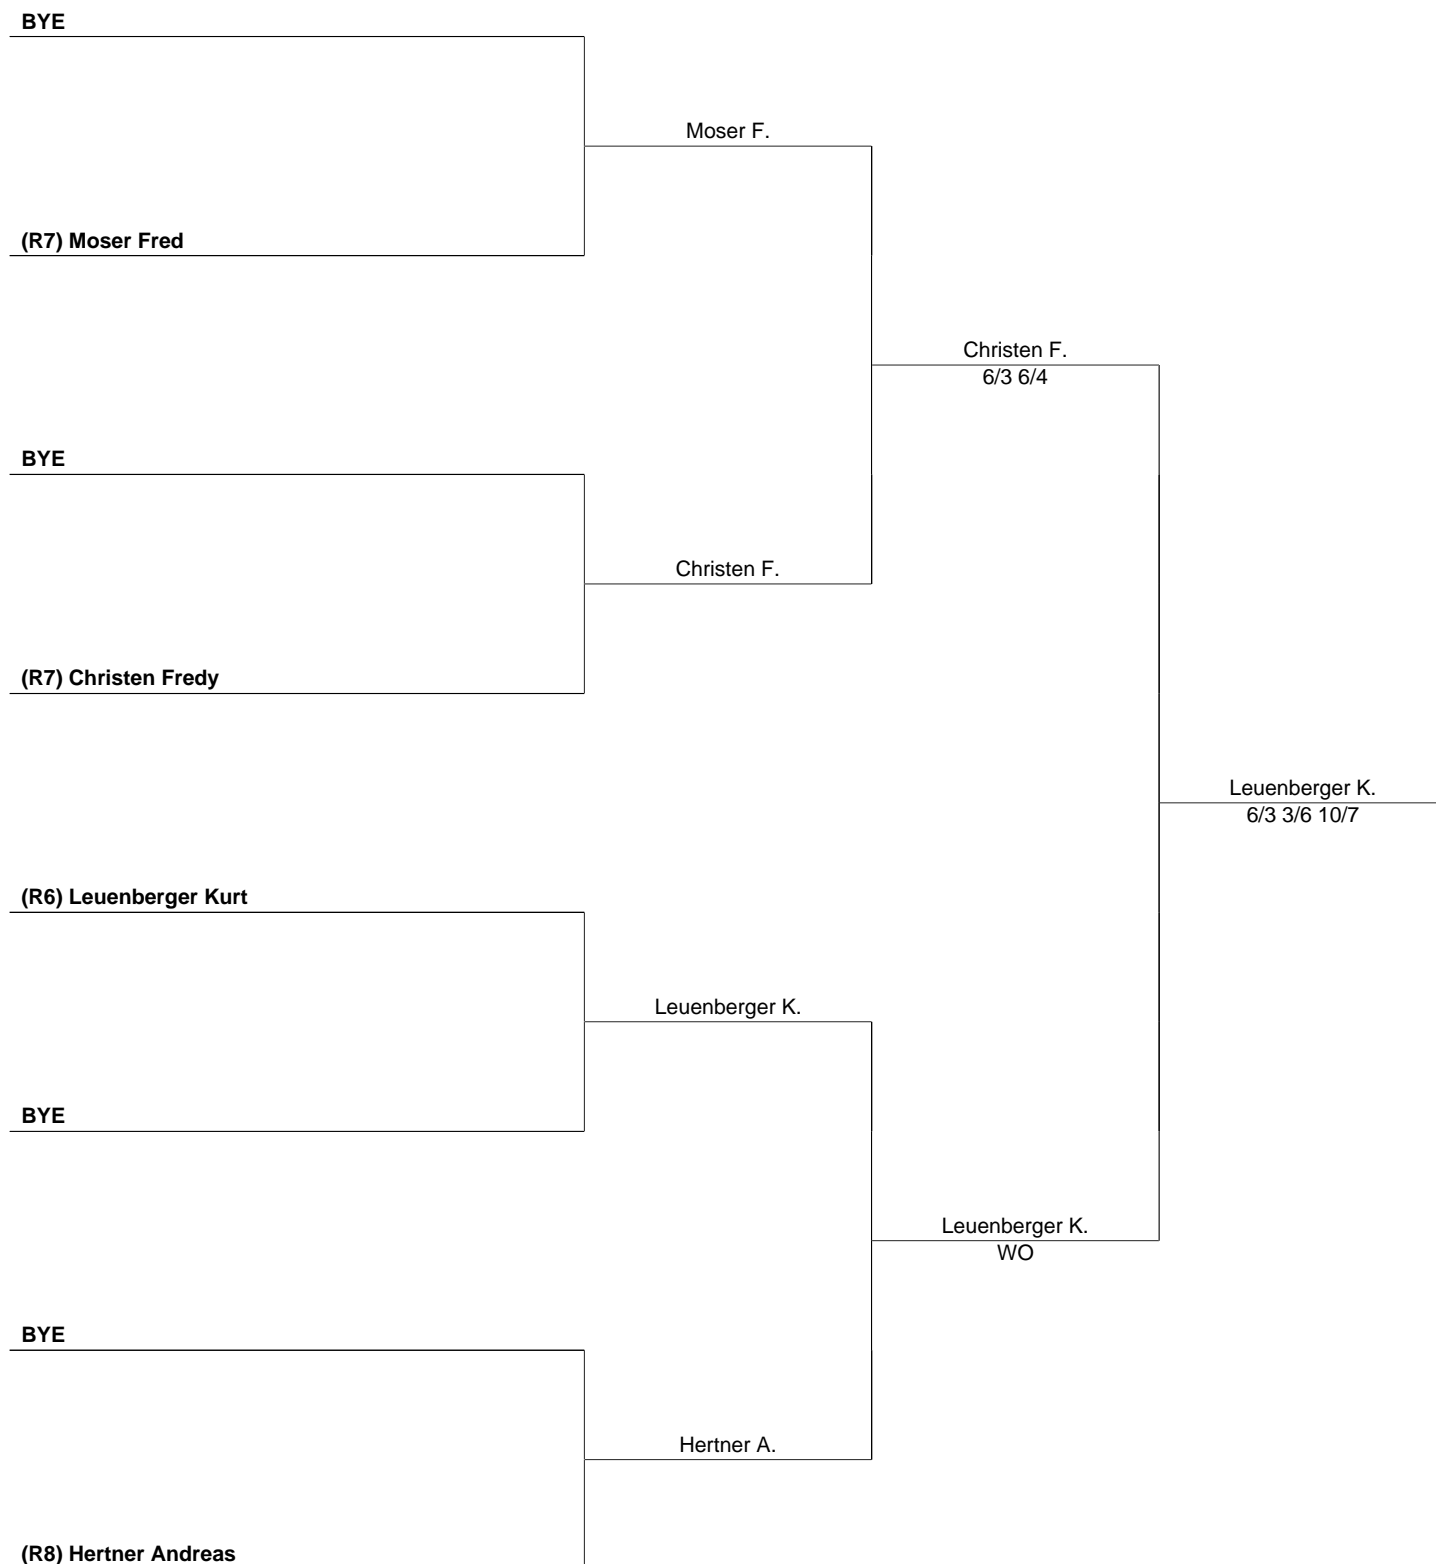 BYE
Moser F.
(R7) Moser Fred
Christen F.
6/3 6/4
BYE
Christen F.
(R7) Christen Fredy
Leuenberger K.
6/3 3/6 10/7
(R6) Leuenberger Kurt
Leuenberger K.
BYE
Leuenberger K.
WO
BYE
Hertner A.
(R8) Hertner Andreas